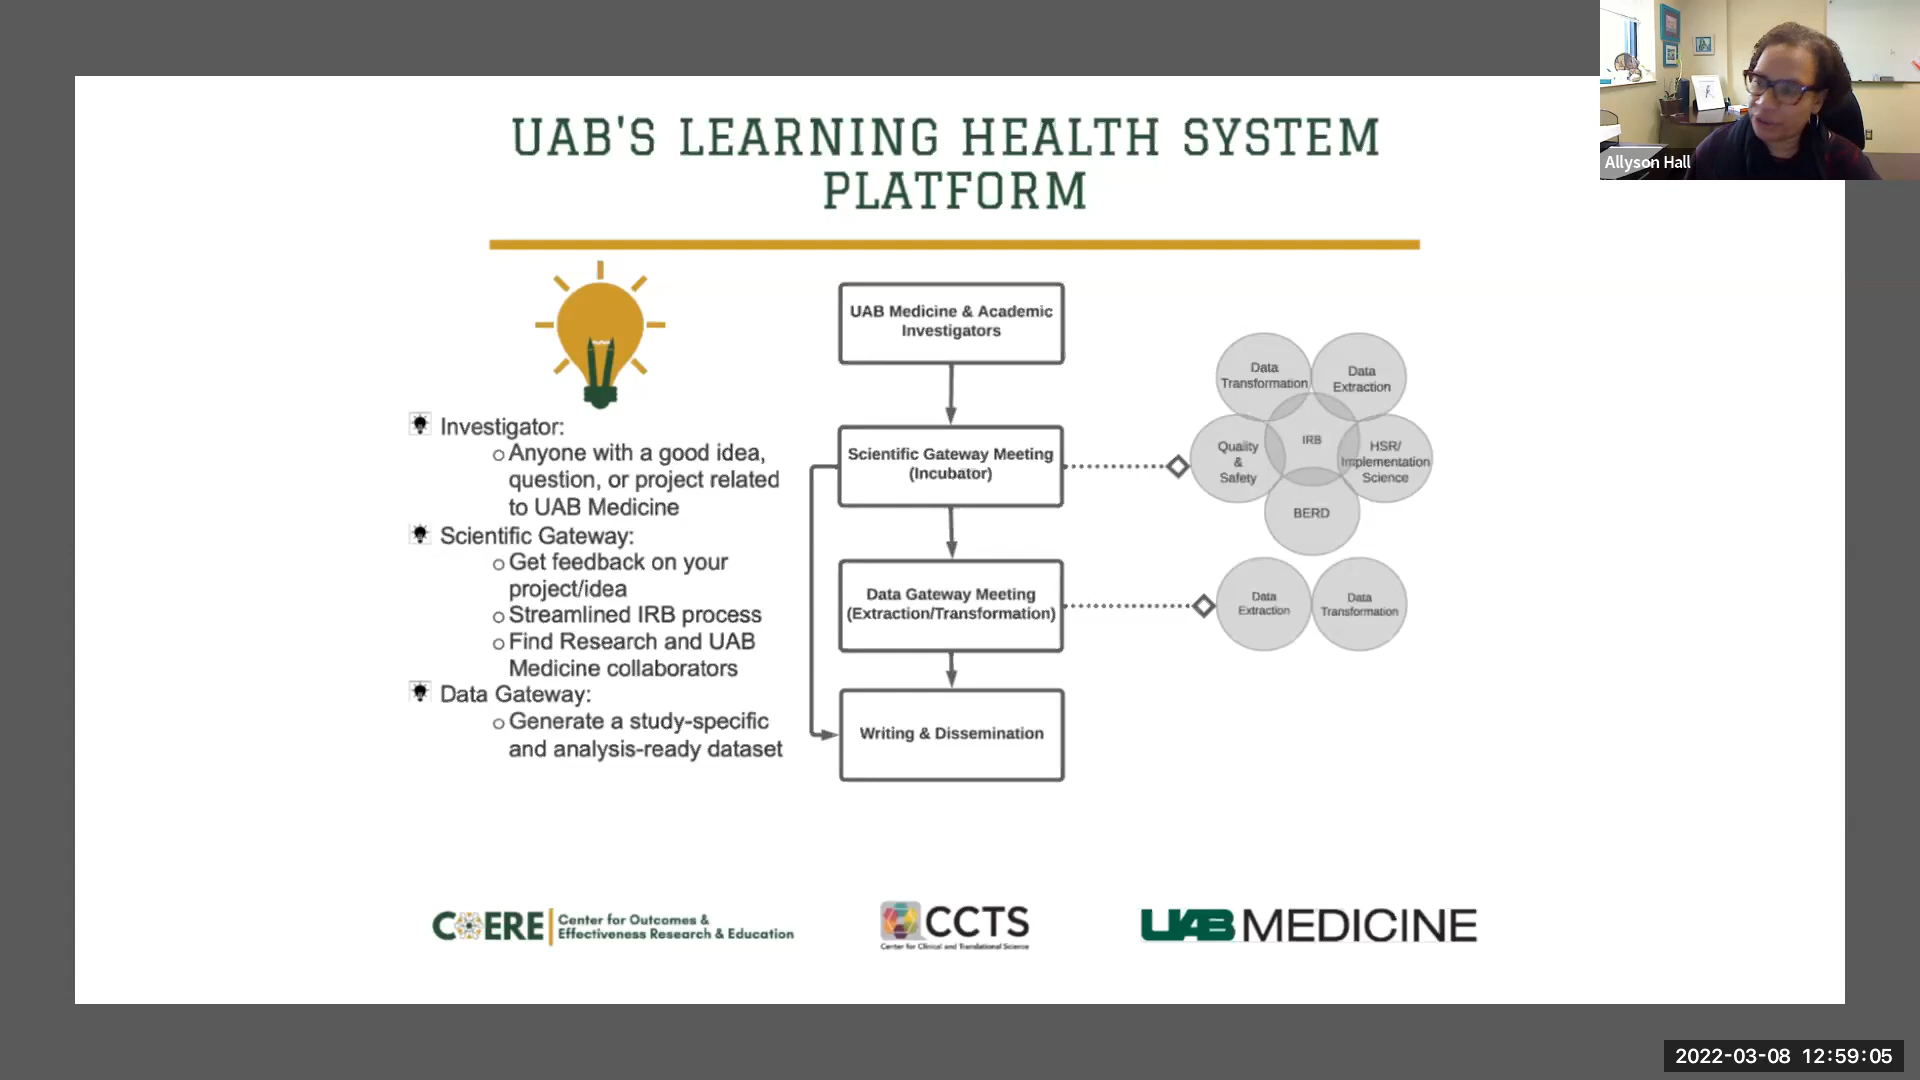 UAB'S LEARNING HEALTH SYSTEM
PLATFORM
Investigator:
Anyone with a good idea,
question, or project related
to UAB Medicine
Scientific Gateway:
Get feedback on your
project/idea
Streamlined IRB process
Find Research and UAB
Medicine collaborators
Data Gateway:
Generate a study-specific
and analysis-ready dataset
UAB Medicine & Academic
Investigators
Scientific Gateway Meeting
(Incubator)
Data Gateway Meeting
(Extraction/Transformation)
Writing & Dissemination
Data
Transformation
Data
Extraction
Quality
&
Safety
IRB
HSR/
Implementation
Science
BERD
Data
Extraction
Data
Transformation
COERE
Center for Outcomes &
Effectiveness Research & Education
CCTS
Center for Clinical and Translational Science
UAB MEDICINE
Allyson Hall
2022-03-08 12:59:05